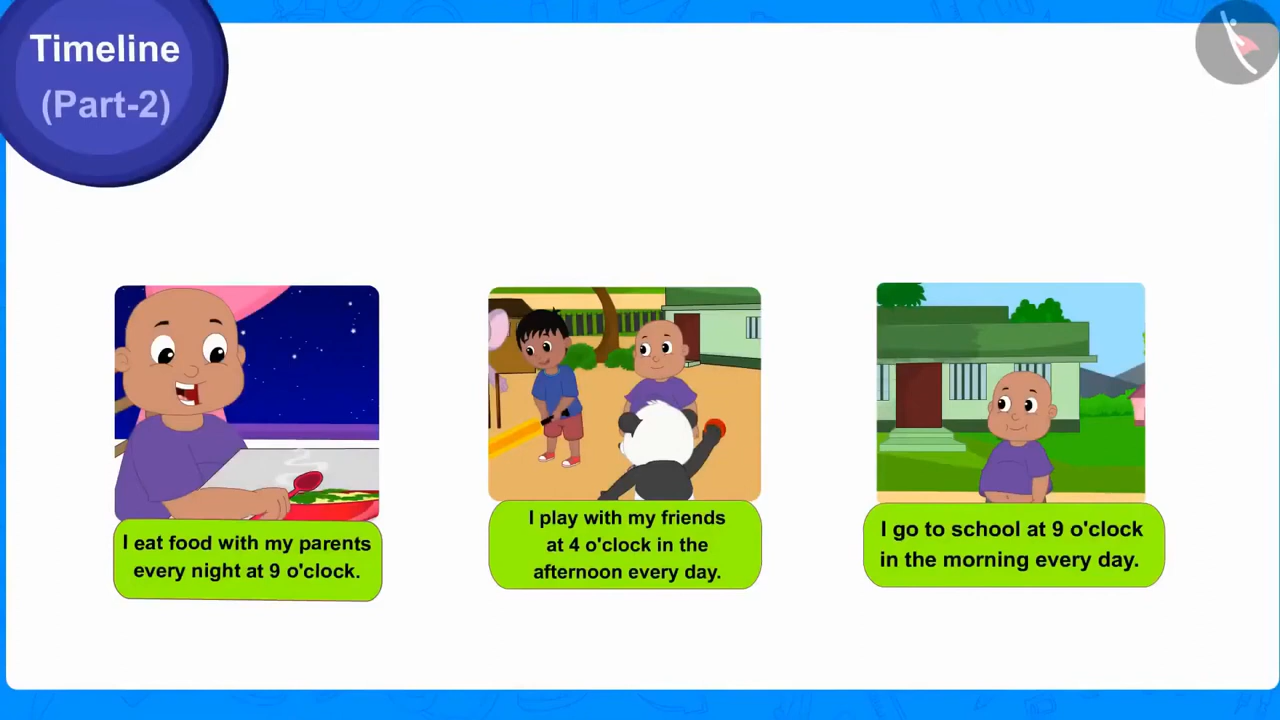 Timeline
(Part-2)
I eat food with my parents
every night at 9 o'clock.
I play with my friends
at 4 o'clock in the
afternoon every day.
I go to school at 9 o'clock
in the morning every day.